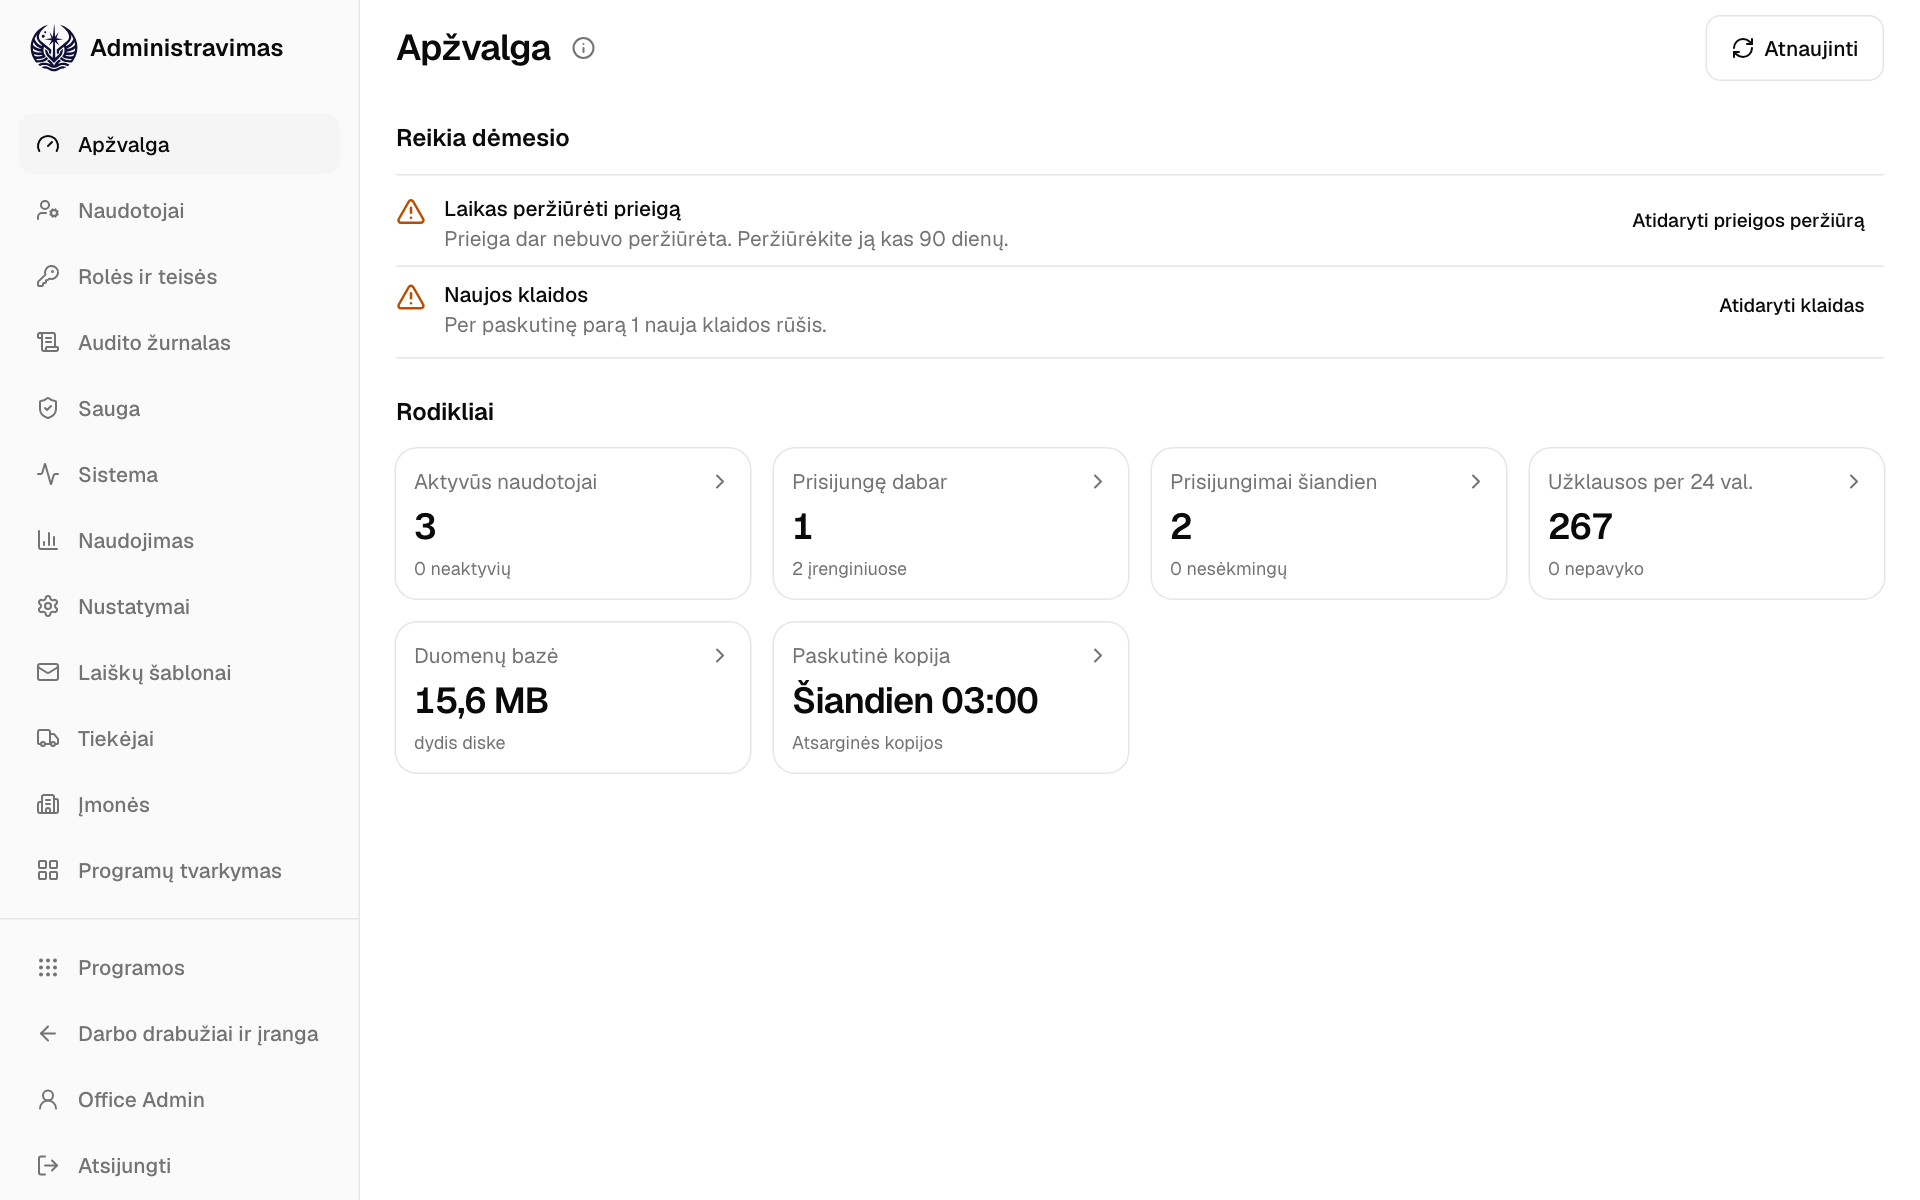 Administravimas
Apžvalga
Naudotojai
Rolės ir teisės
Audito žurnalas
Sauga
Sistema
Naudojimas
Nustatymai
Laiškų šablonai
Tiekėjai
Įmonės
Programų tvarkymas
Programos
Darbo drabužiai ir įranga
Office Admin
Atsijungti
Apžvalga
Atnaujinti
Reikia dėmesio
Laikas peržiūrėti prieigą
Prieiga dar nebuvo peržiūrėta. Peržiūrėkite ją kas 90 dienų.
Atidaryti prieigos peržiūrą
Naujos klaidos
Per paskutinę parą 1 nauja klaidos rūšis.
Atidaryti klaidas
Rodikliai
Aktyvūs naudotojai
3
0 neaktyvių
Prisijungę dabar
1
2 įrenginiuose
Prisijungimai šiandien
2
0 nesėkmingų
Užklausos per 24 val.
267
0 nepavyko
Duomenų bazė
15,6 MB
dydis diske
Paskutinė kopija
Šiandien 03:00
Atsarginės kopijos